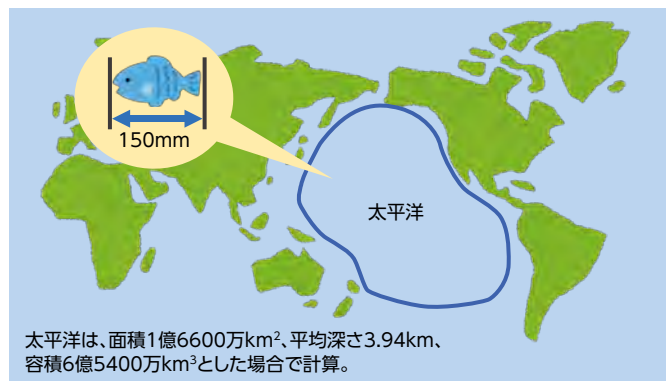 150mm
太平洋
太平洋は、面積1億6600万km²、平均深さ3.94km、
容積6億5400万km³とした場合で計算。